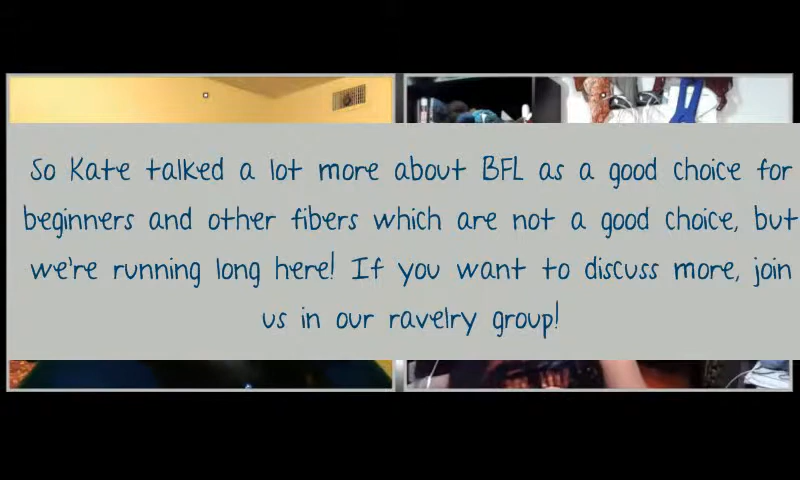 So Kate talked a lot more about BFL as a good choice for
beginners and other fibers which are not a good choice, but
we're running long here! If you want to discuss more, join
us in our ravelry group!